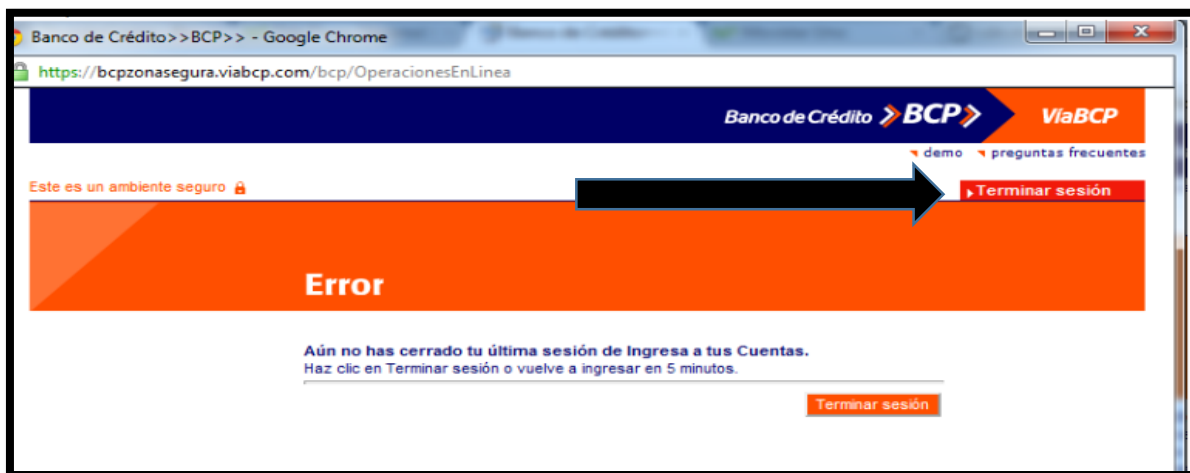 Banco de Crédito>>BCP>> - Google Chrome
https://bcpzonasegura.viabcp.com/bcp/OperacionesEnLinea
Banco de Crédito >BCP> VíaBCP
demo preguntas frecuentes
Este es un ambiente seguro
Terminar sesión
Error
Aún no has cerrado tu última sesión de Ingresa a tus Cuentas.
Haz clic en Terminar sesión o vuelve a ingresar en 5 minutos.
Terminar sesión